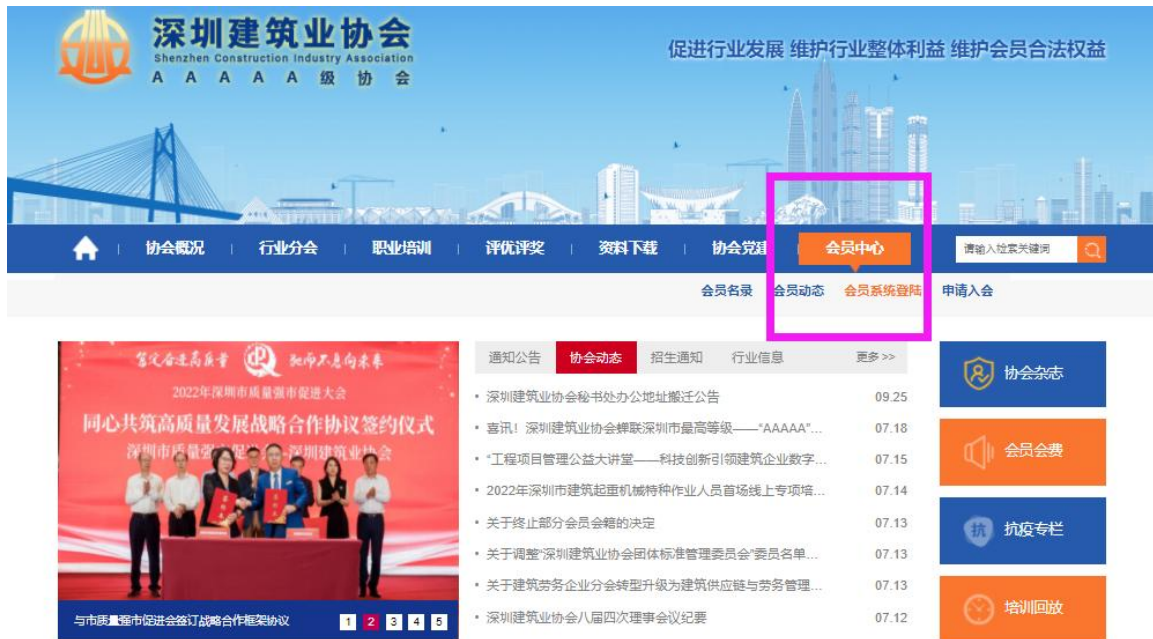 深圳建筑业协会
Shenzhen Construction Industry Association
AAAAA级协会
促进行业发展 维护行业整体利益 维护会员合法权益
协会概况 行业分会 职业培训 评优评奖 资料下载 协会党建 会员中心 请输入检索关键词
会员名录 会员动态 会员系统登陆 申请入会
2022年深圳市质量强市促进大会
同心共筑高质量发展战略合作协议签约仪式
与市质量强市促进会签订战略合作框架协议 1 2 3 4 5
通知公告 协会动态 招生通知 行业信息 更多 >>
• 深圳建筑业协会秘书处办公地址搬迁公告 09.25
• 喜讯！深圳建筑业协会蝉联深圳市最高等级——“AAAAA”... 07.18
• “工程项目管理公益大讲堂——科技创新引领建筑企业数字... 07.15
• 2022年深圳市建筑起重机械特种作业人员首场线上专项培... 07.14
• 关于终止部分会员会籍的决定 07.13
• 关于调整“深圳建筑业协会团体标准管理委员会”委员名单... 07.13
• 关于建筑劳务企业分会转型升级为建筑供应链与劳务管理... 07.13
• 深圳建筑业协会八届四次理事会议纪要 07.12
协会杂志
会员会费
抗 抗疫专栏
培训回放